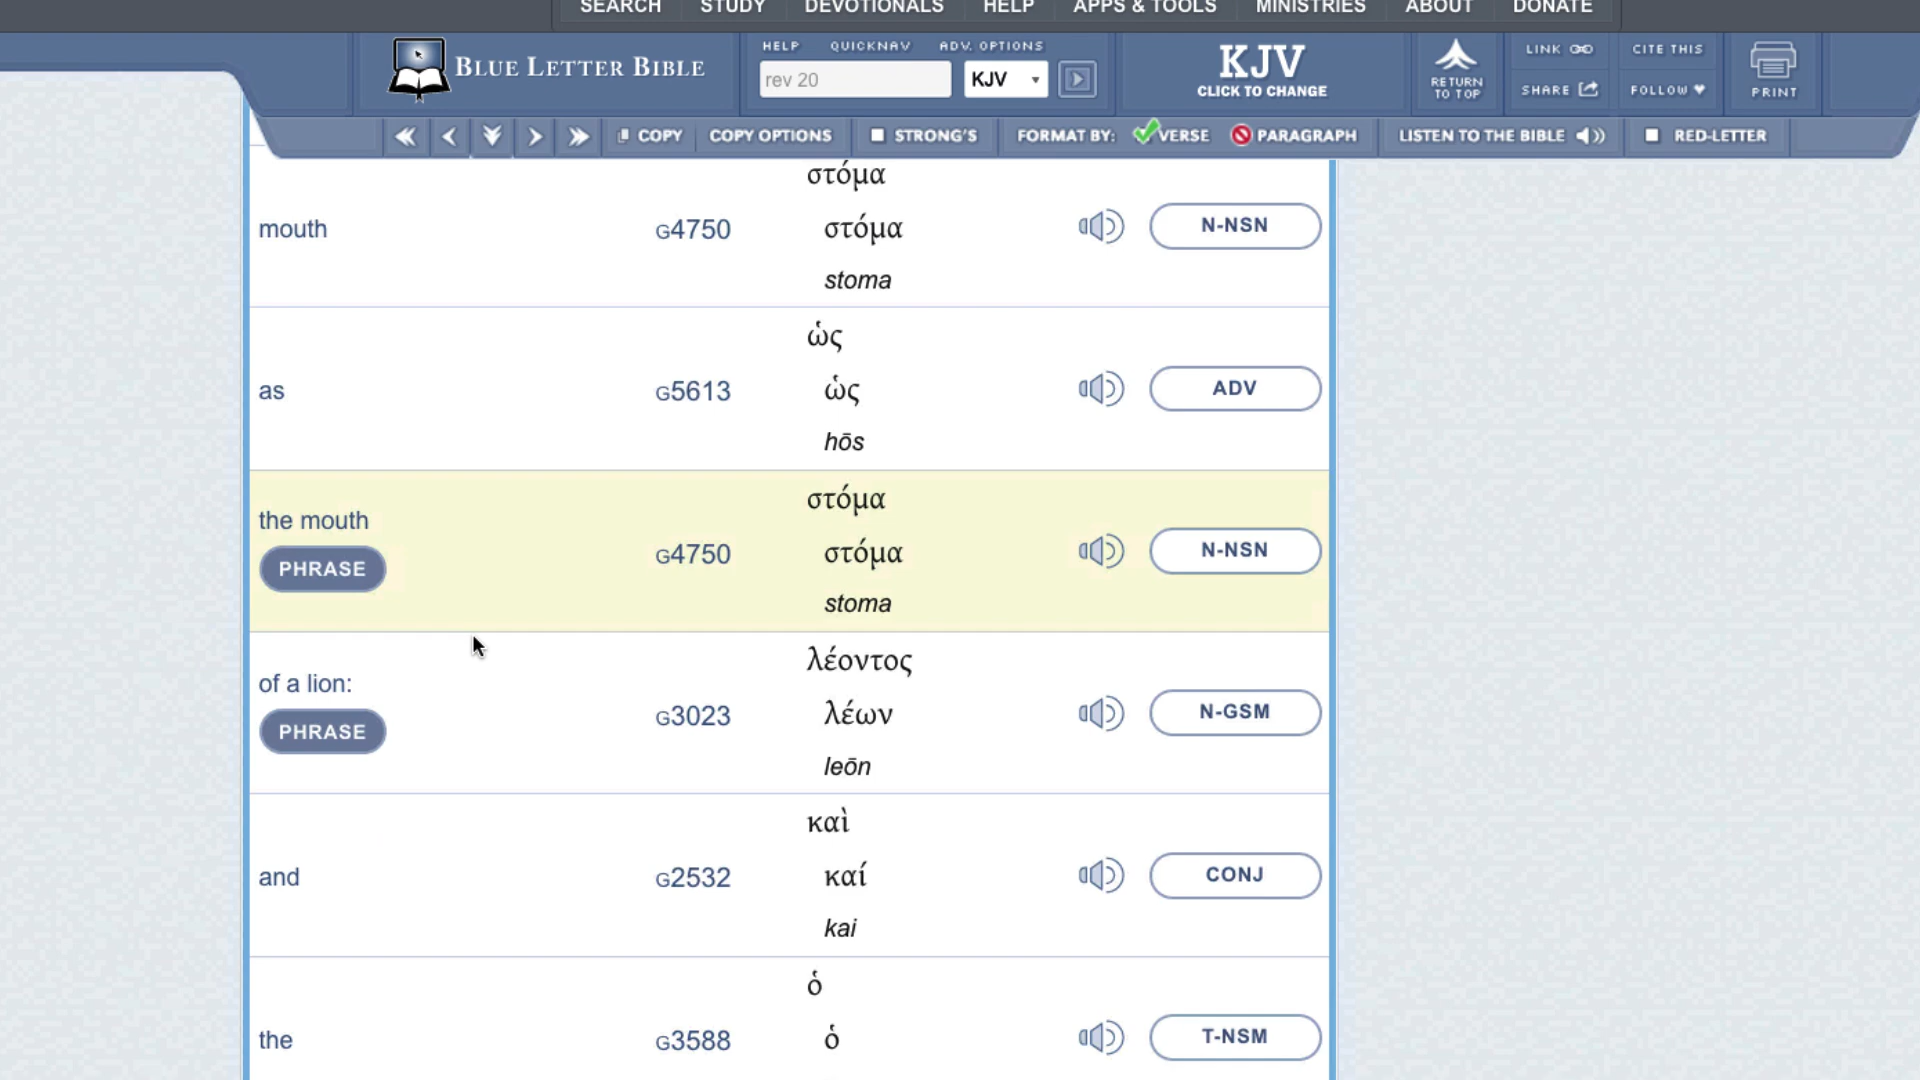 SEARCH STUDY DEVOTIONALS HELP APPS & TOOLS MINISTRIES ABOUT DONATE
BLUE LETTER BIBLE
HELP QUICKNAV ADV. OPTIONS
rev 20 KJV
KJV
CLICK TO CHANGE
RETURN
TO TOP
LINK
SHARE
CITE THIS
FOLLOW
PRINT
COPY COPY OPTIONS STRONG'S FORMAT BY: VERSE PARAGRAPH LISTEN TO THE BIBLE RED-LETTER
στόμα
mouth G4750 στόμα N-NSN
stoma
ὡς
as G5613 ὡς ADV
hōs
στόμα
the mouth
PHRASE G4750 στόμα N-NSN
stoma
λέοντος
of a lion:
PHRASE G3023 λέων N-GSM
leōn
καὶ
and G2532 καί CONJ
kai
ὁ
the G3588 ὁ T-NSM